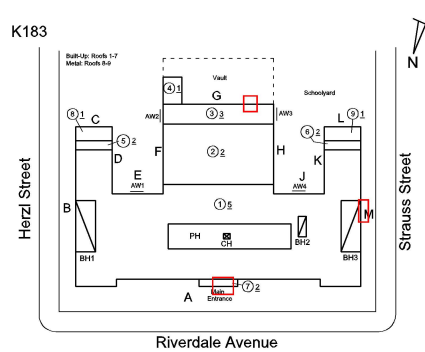 K183
Built-Up: Roofs 1-7
Metal: Roofs 8-9
N
Vault
Schoolyard
4 1
G
8 1
C
AW2
3 3
AW3
L
9 1
5 2
D
F
2 2
H
6 2
K
E
AW1
J
AW4
Herzl Street
B
1 5
M
Strauss Street
PH
CH
BH2
BH1
BH3
7 2
A
Main
Entrance
Riverdale Avenue